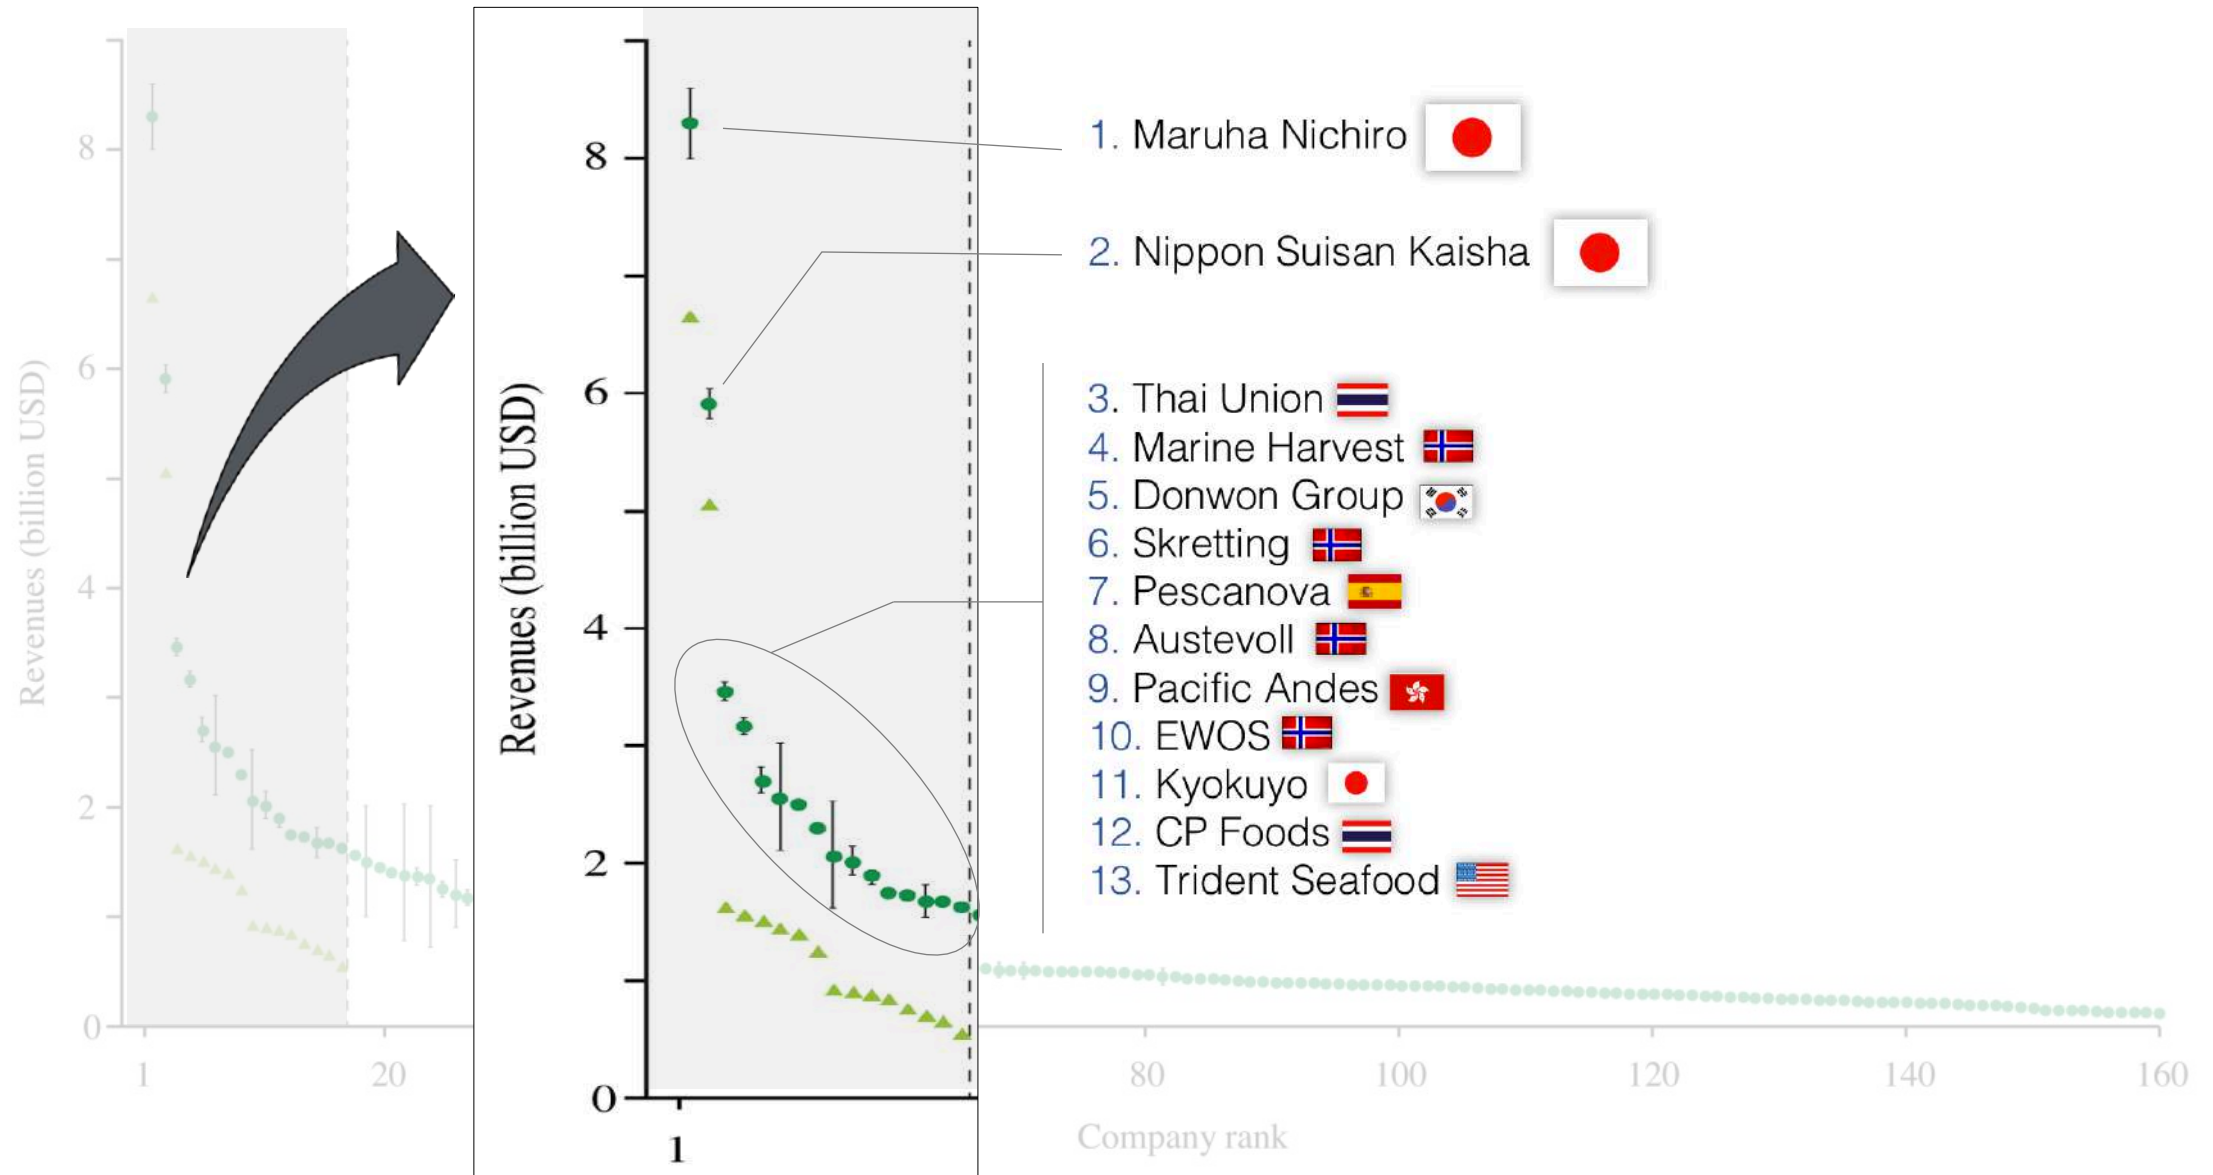 Revenues (billion USD)
8
6
4
2
0
1
20
80
100
120
140
160
Company rank
Revenues (billion USD)
8
6
4
2
0
1
1. Maruha Nichiro
2. Nippon Suisan Kaisha
3. Thai Union
4. Marine Harvest
5. Donwon Group
6. Skretting
7. Pescanova
8. Austevoll
9. Pacific Andes
10. EWOS
11. Kyokuyo
12. CP Foods
13. Trident Seafood